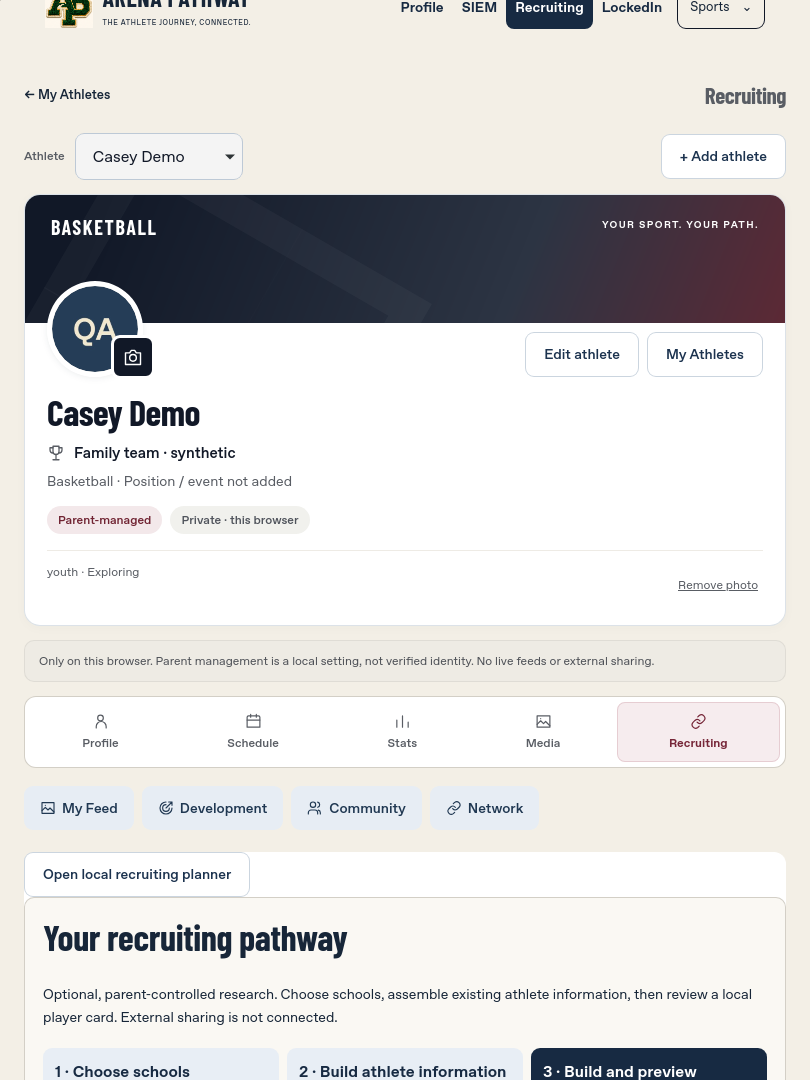 ARENA PATHWAY
THE ATHLETE JOURNEY, CONNECTED.
Profile
SIEM
Recruiting
LockedIn
Sports
← My Athletes
Recruiting
Athlete
Casey Demo
+ Add athlete
BASKETBALL
YOUR SPORT. YOUR PATH.
QA
Edit athlete
My Athletes
Casey Demo
Family team · synthetic
Basketball · Position / event not added
Parent-managed
Private · this browser
youth · Exploring
Remove photo
Only on this browser. Parent management is a local setting, not verified identity. No live feeds or external sharing.
Profile
Schedule
Stats
Media
Recruiting
My Feed
Development
Community
Network
Open local recruiting planner
Your recruiting pathway
Optional, parent-controlled research. Choose schools, assemble existing athlete information, then review a local
player card. External sharing is not connected.
1 · Choose schools
2 · Build athlete information
3 · Build and preview